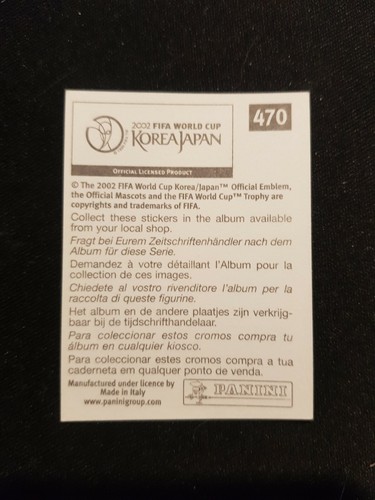 2002 FIFA WORLD CUP
KOREAJAPAN
470
OFFICIAL LICENSED PRODUCT
© The 2002 FIFA World Cup Korea/Japan™ Official Emblem,
the Official Mascots and the FIFA World Cup™ Trophy are
copyrights and trademarks of FIFA.
Collect these stickers in the album available
from your local shop.
Fragt bei Eurem Zeitschriftenhändler nach dem
Album für diese Serie.
Demandez à votre détaillant l'Album pour la
collection de ces images.
Chiedete al vostro rivenditore l'album per la
raccolta di queste figurine.
Het album en de andere plaatjes zijn verkrijg-
baar bij de tijdschrifthandelaar.
Para coleccionar estos cromos compra tu
álbum en cualquier kiosco.
Para coleccionar estes cromos compra a tua
caderneta em qualquer ponto de venda.
Manufactured under licence by
Made in Italy
www.paninigroup.com
PANINI